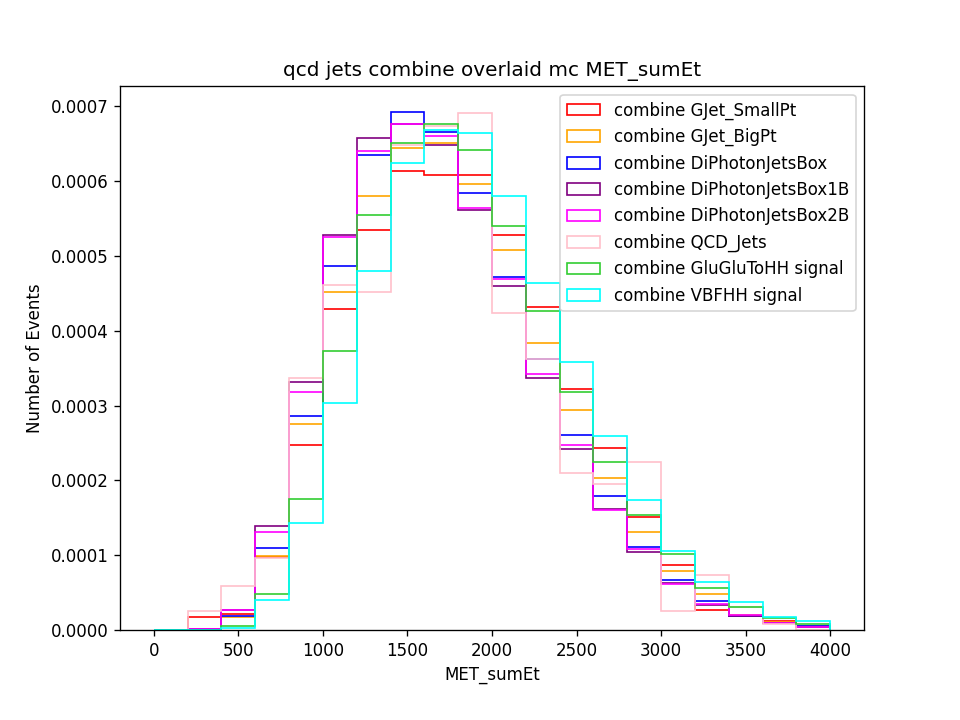 qcd jets combine overlaid mc MET_sumEt
combine GJet_SmallPt
combine GJet_BigPt
combine DiPhotonJetsBox
combine DiPhotonJetsBox1B
combine DiPhotonJetsBox2B
combine QCD_Jets
combine GluGluToHH signal
combine VBFHH signal
Number of Events
0.0007
0.0006
0.0005
0.0004
0.0003
0.0002
0.0001
0.0000
0 500 1000 1500 2000 2500 3000 3500 4000
MET_sumEt